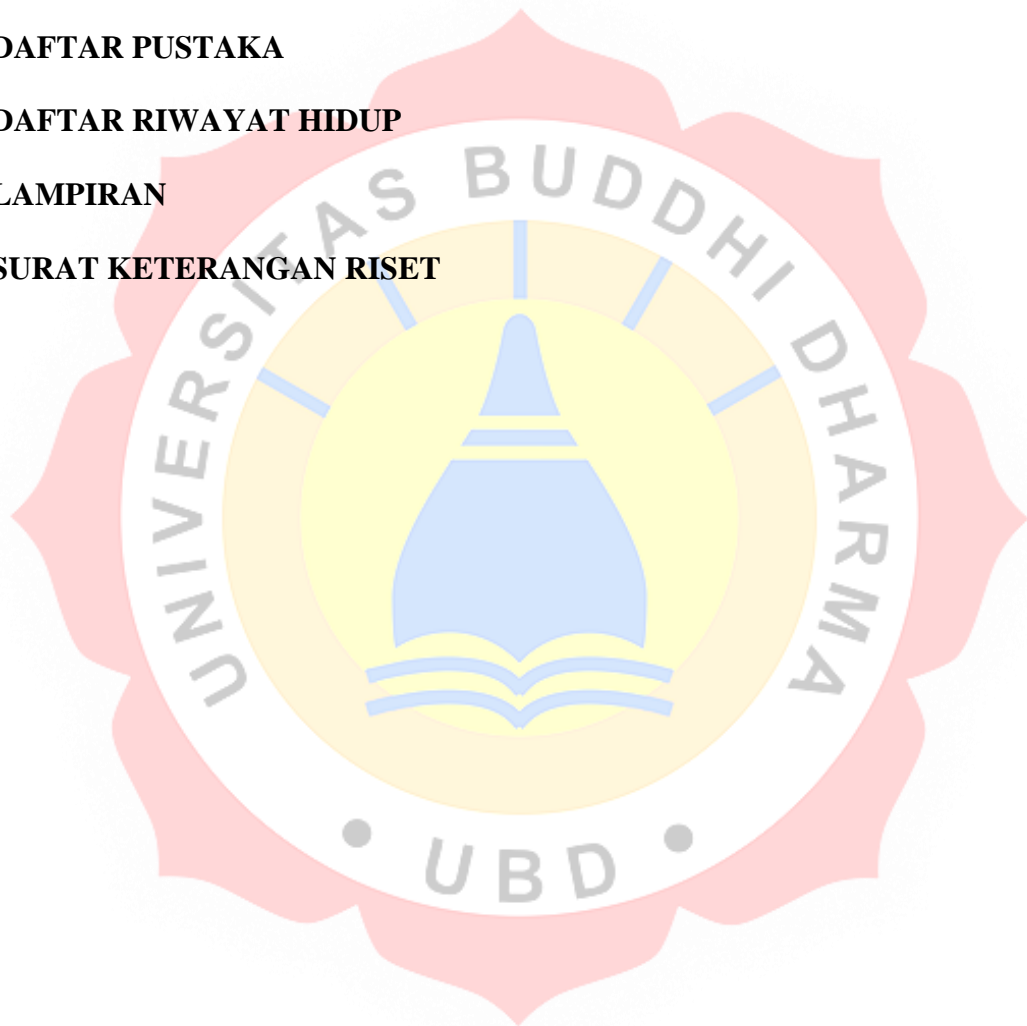 DAFTAR PUSTAKA
DAFTAR RIWAYAT HIDUP
LAMPIRAN
SURAT KETERANGAN RISET
UNIVERSITAS BUDDHI DHARMA
• UBD •